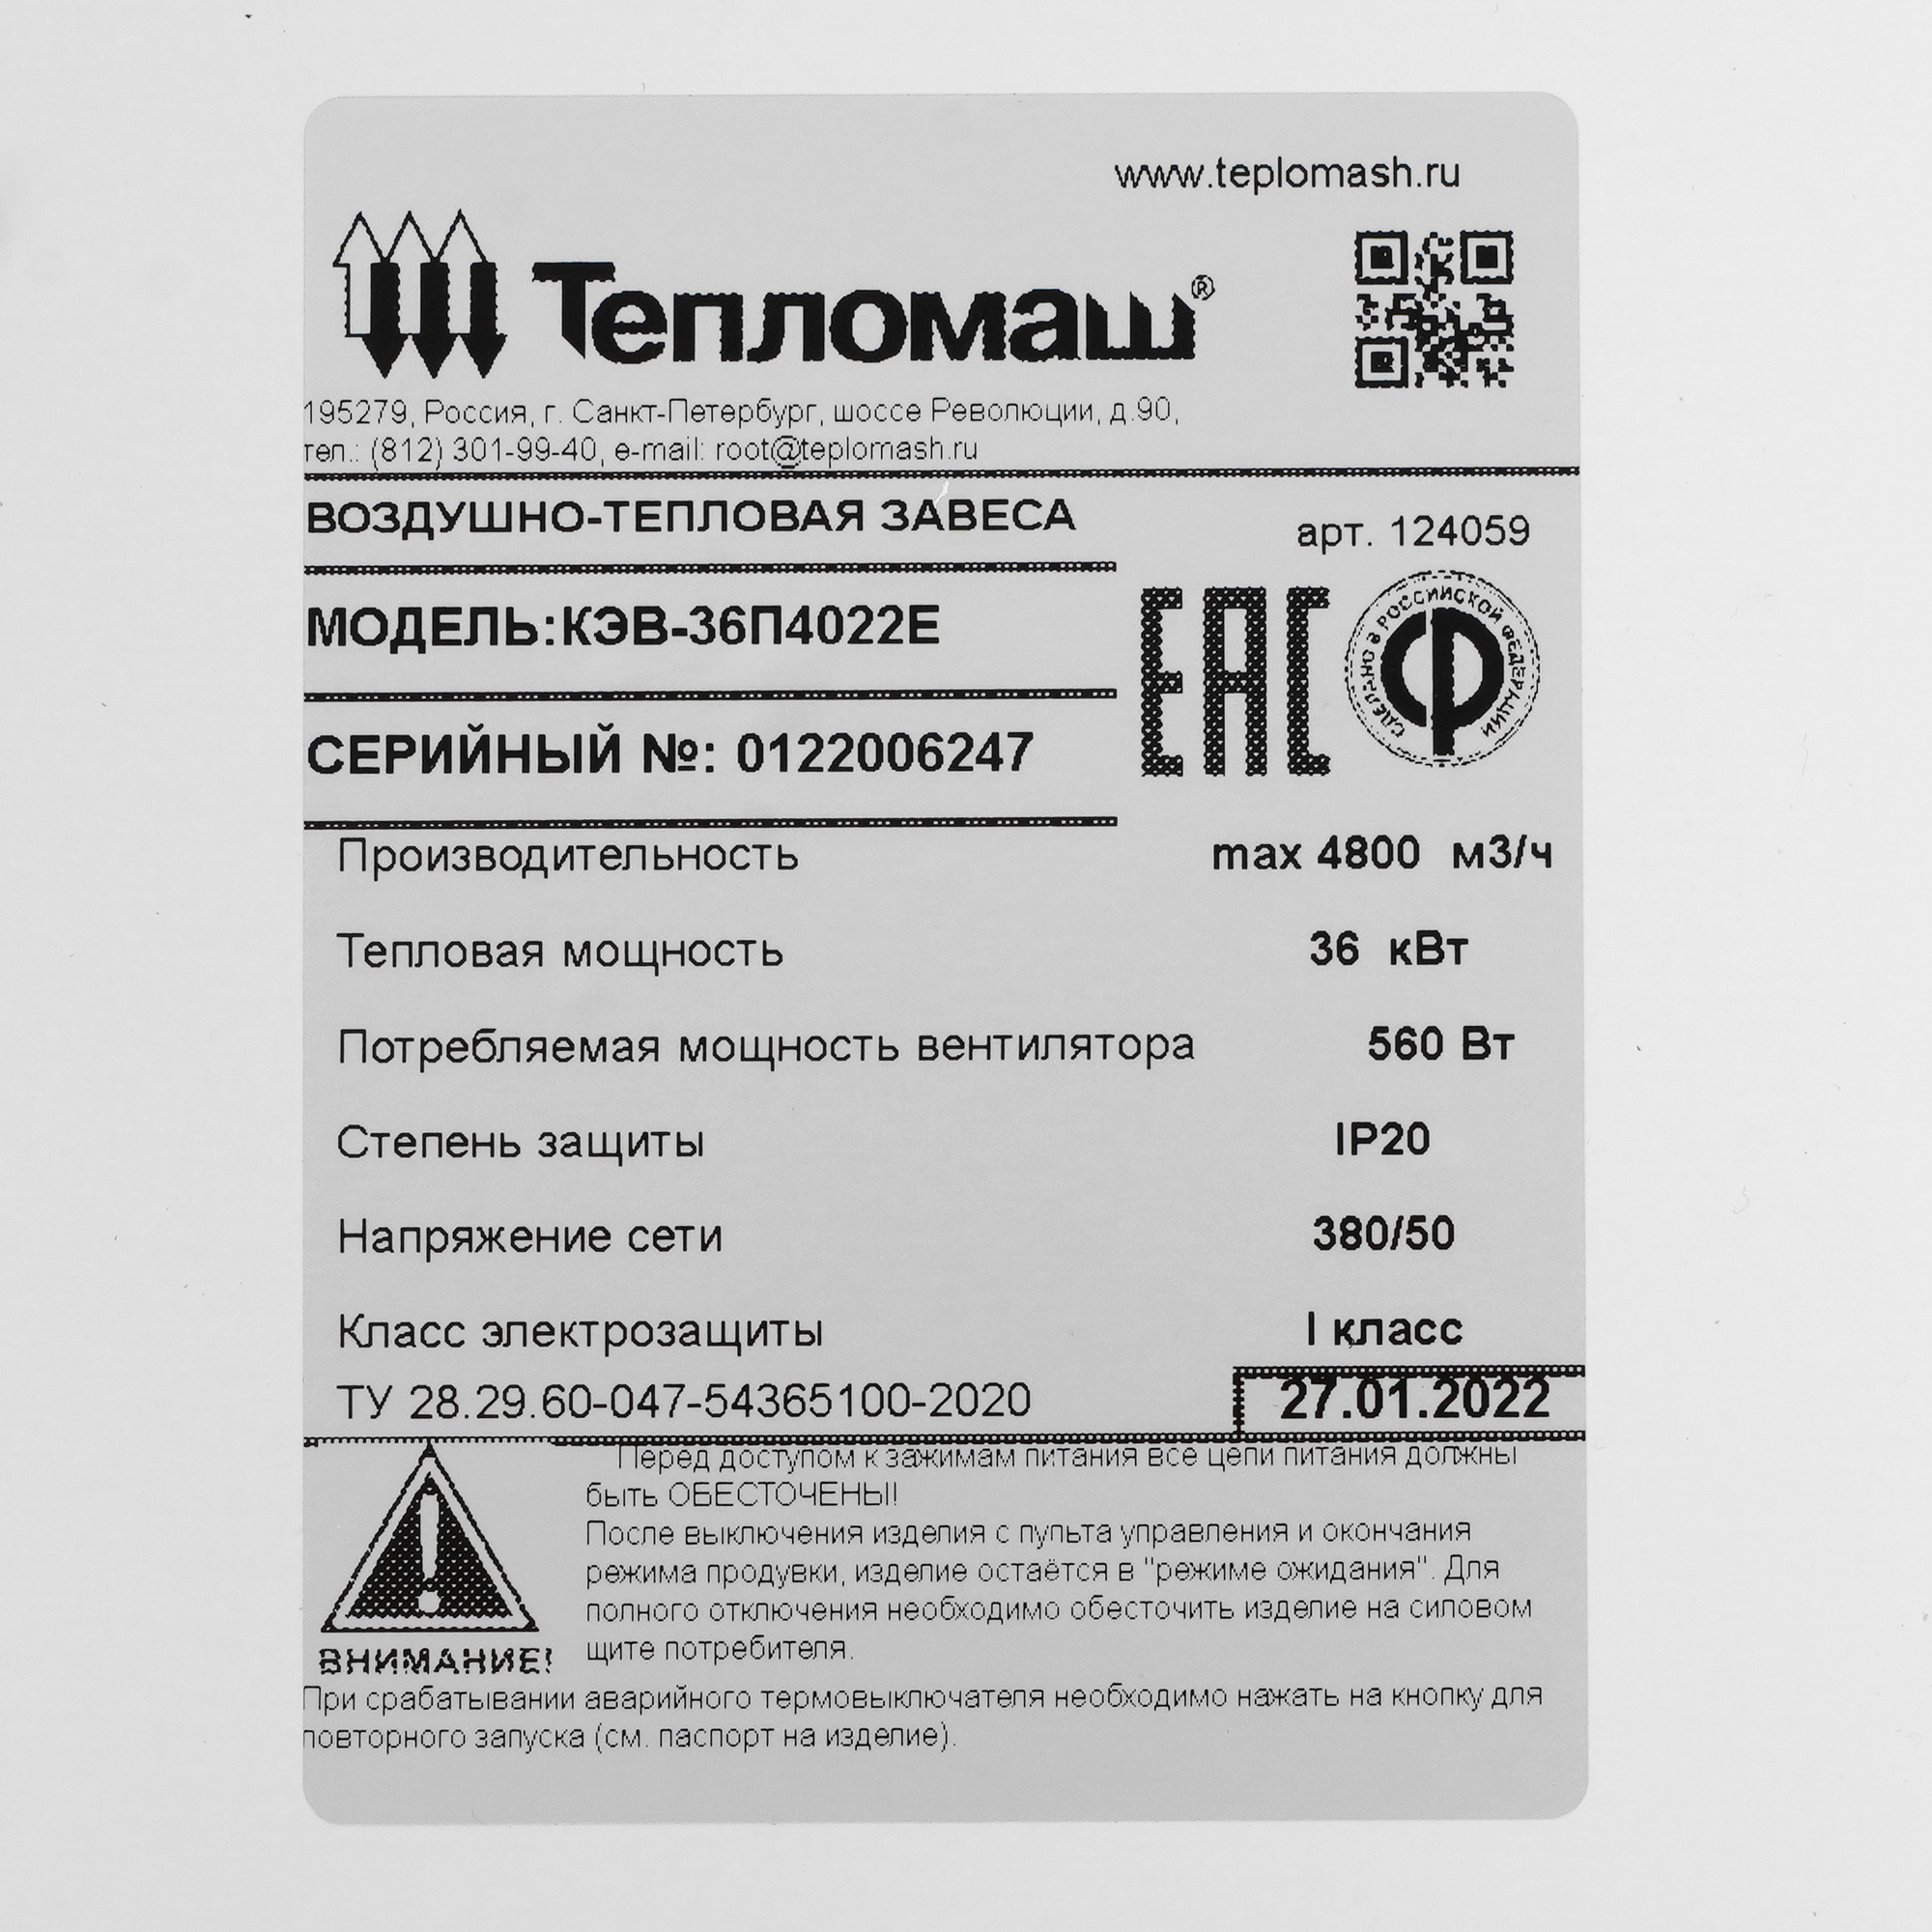 www.teplomash.ru
Тепломаш®
195279, Россия, г. Санкт-Петербург, шоссе Революции, д.90,
тел.: (812) 301-99-40, e-mail: root@teplomash.ru
ВОЗДУШНО-ТЕПЛОВАЯ ЗАВЕСА
арт. 124059
МОДЕЛЬ:КЭВ-36П4022Е
ЕАС
СДЕЛАНО В РОССИЙСКОЙ ФЕДЕРАЦИИ
СЕРИЙНЫЙ №: 0122006247
Производительность max 4800 м3/ч
Тепловая мощность 36 кВт
Потребляемая мощность вентилятора 560 Вт
Степень защиты IP20
Напряжение сети 380/50
Класс электрозащиты I класс
ТУ 28.29.60-047-54365100-2020 27.01.2022
Перед доступом к зажимам питания все цепи питания должны
быть ОБЕСТОЧЕНЫ!
После выключения изделия с пульта управления и окончания
режима продувки, изделие остаётся в "режиме ожидания". Для
полного отключения необходимо обесточить изделие на силовом
щите потребителя.
ВНИМАНИЕ!
При срабатывании аварийного термовыключателя необходимо нажать на кнопку для
повторного запуска (см. паспорт на изделие).